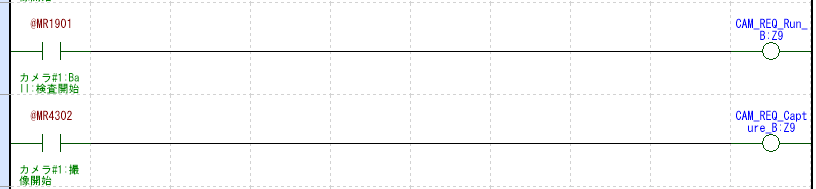 @MR1901
CAM_REQ_Run_
B:Z9
カメラ#1:Ba
ll:検査開始
@MR4302
CAM_REQ_Capt
ure_B:Z9
カメラ#1:撮
像開始